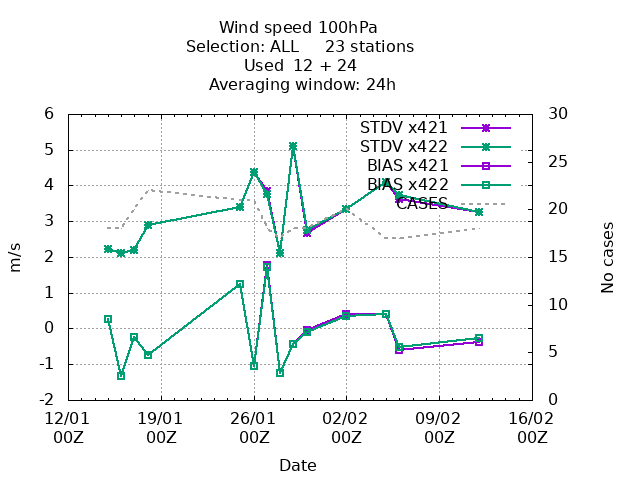 Wind speed 100hPa
Selection: ALL 23 stations
Used 12 + 24
Averaging window: 24h
STDV x421
STDV x422
BIAS x421
BIAS x422
CASES
m/s
6
5
4
3
2
1
0
-1
-2
No cases
30
25
20
15
10
5
0
12/01 19/01 26/01 02/02 09/02 16/02
00Z 00Z 00Z 00Z 00Z 00Z
Date